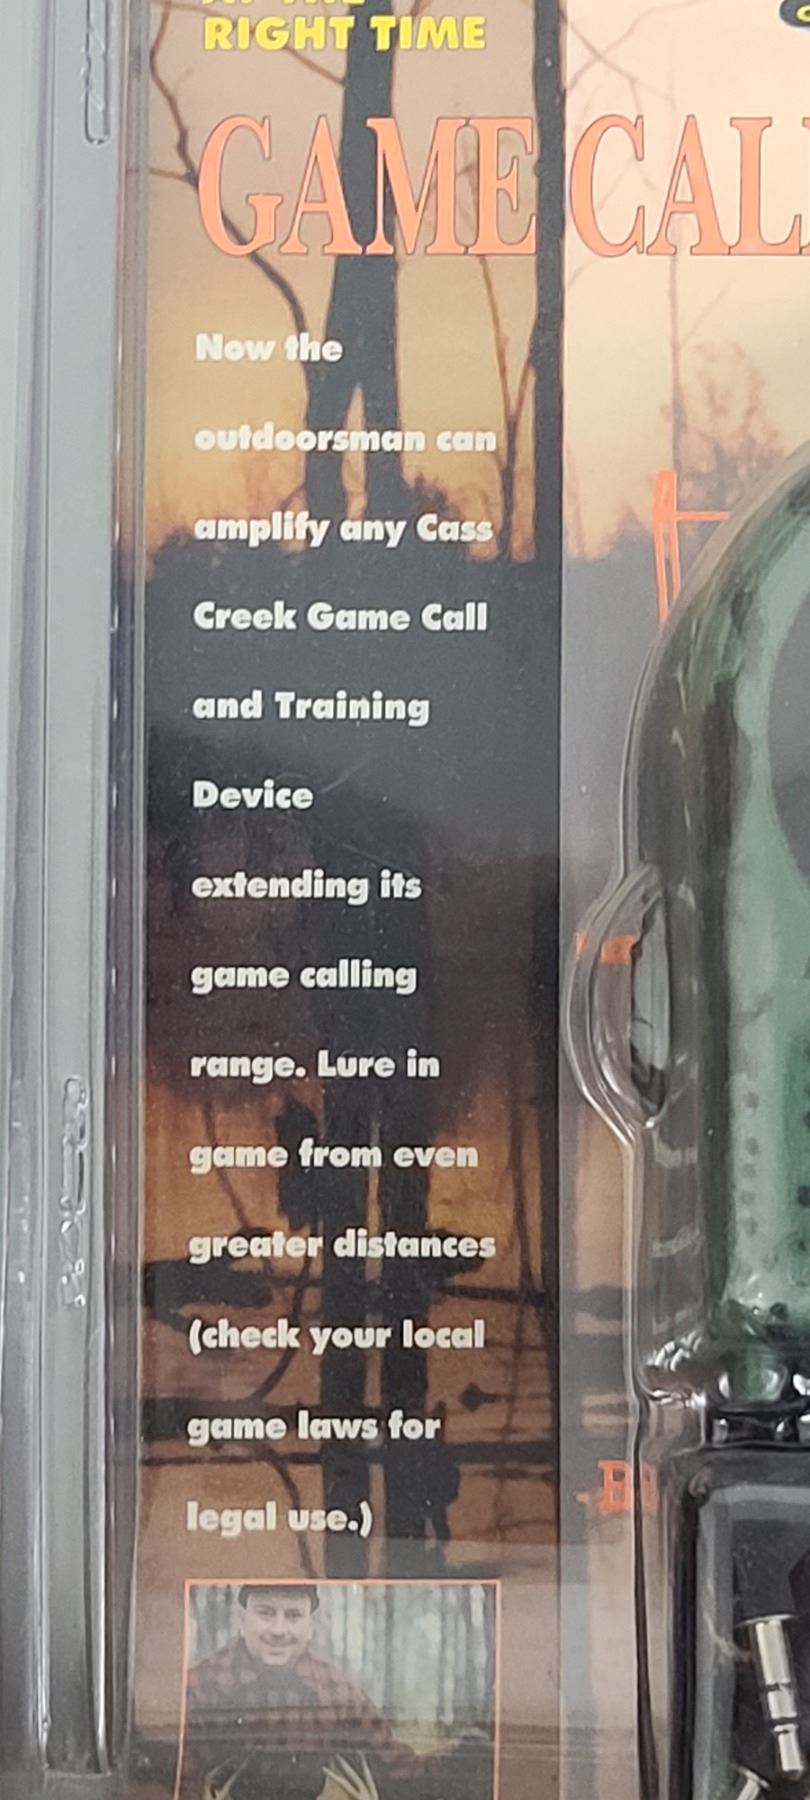 RIGHT TIME
GAME CAL
Now the
outdoorsman can
amplify any Cass
Creek Game Call
and Training
Device
extending its
game calling
range. Lure in
game from even
greater distances
(check your local
game laws for
legal use.)